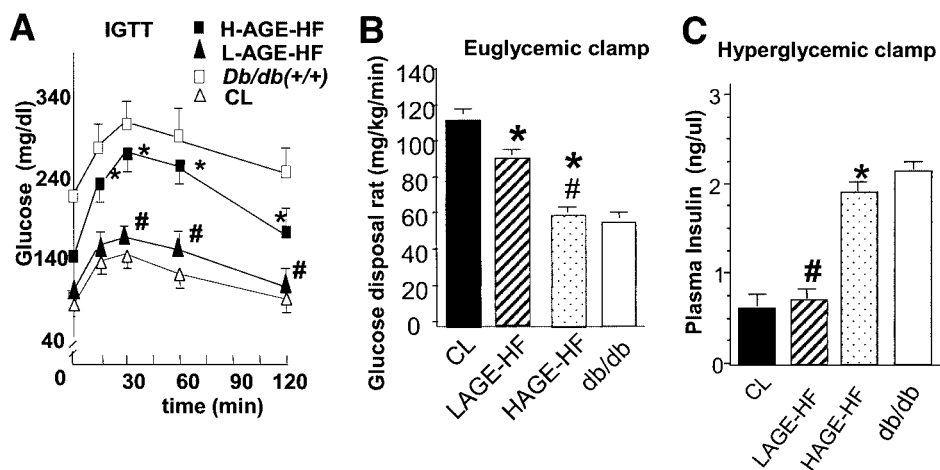 A
IGTT
H-AGE-HF
L-AGE-HF
Db/db(+/+)
CL
Glucose (mg/dl)
340
240
140
40
0
* * * *
# # #
0 30 60 90 120
time (min)
B
Euglycemic clamp
Glucose disposal rat (mg/kg/min)
140
120
100
80
60
40
20
0
*
*
#
CL
LAGE-HF
HAGE-HF
db/db
C
Hyperglycemic clamp
Plasma Insulin (ng/ul)
3
2
1
0
#
*
CL
LAGE-HF
HAGE-HF
db/db